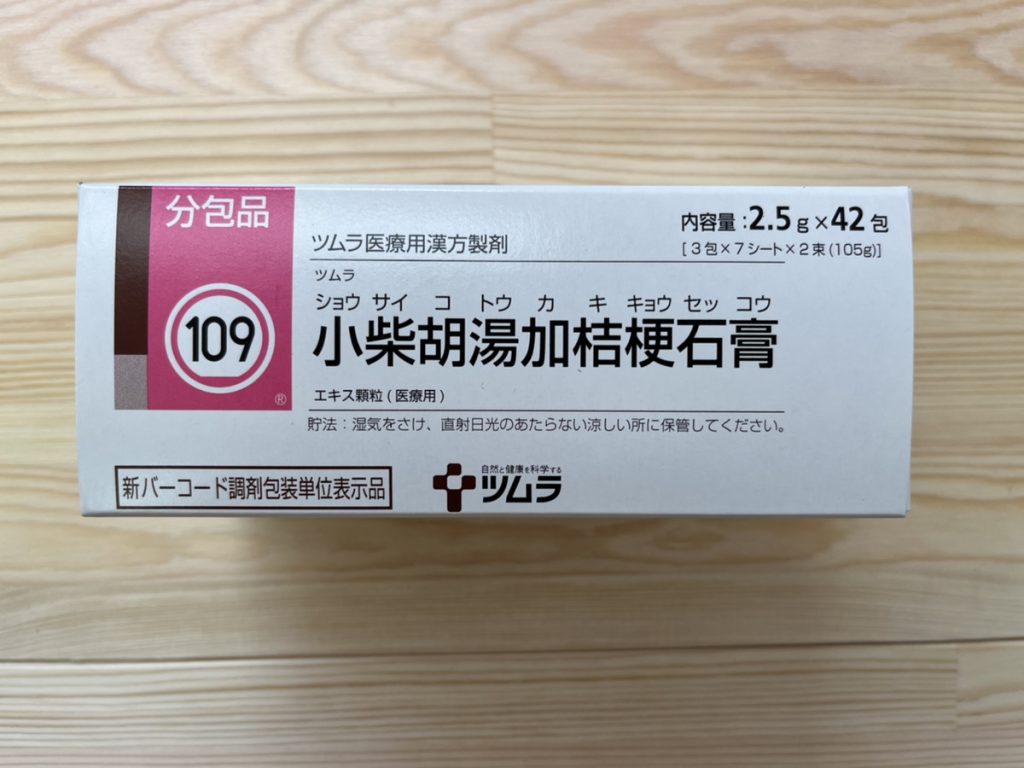 分包品
109
®
ツムラ医療用漢方製剤
内容量:2.5g×42包
[3包×7シート×2束(105g)]
ツムラ
ショウ サイ コ トウ カ キ キョウ セッ コウ
小柴胡湯加桔梗石膏
エキス顆粒(医療用)
貯法:湿気をさけ、直射日光のあたらない涼しい所に保管してください。
新バーコード調剤包装単位表示品
自然と健康を科学する
ツムラ